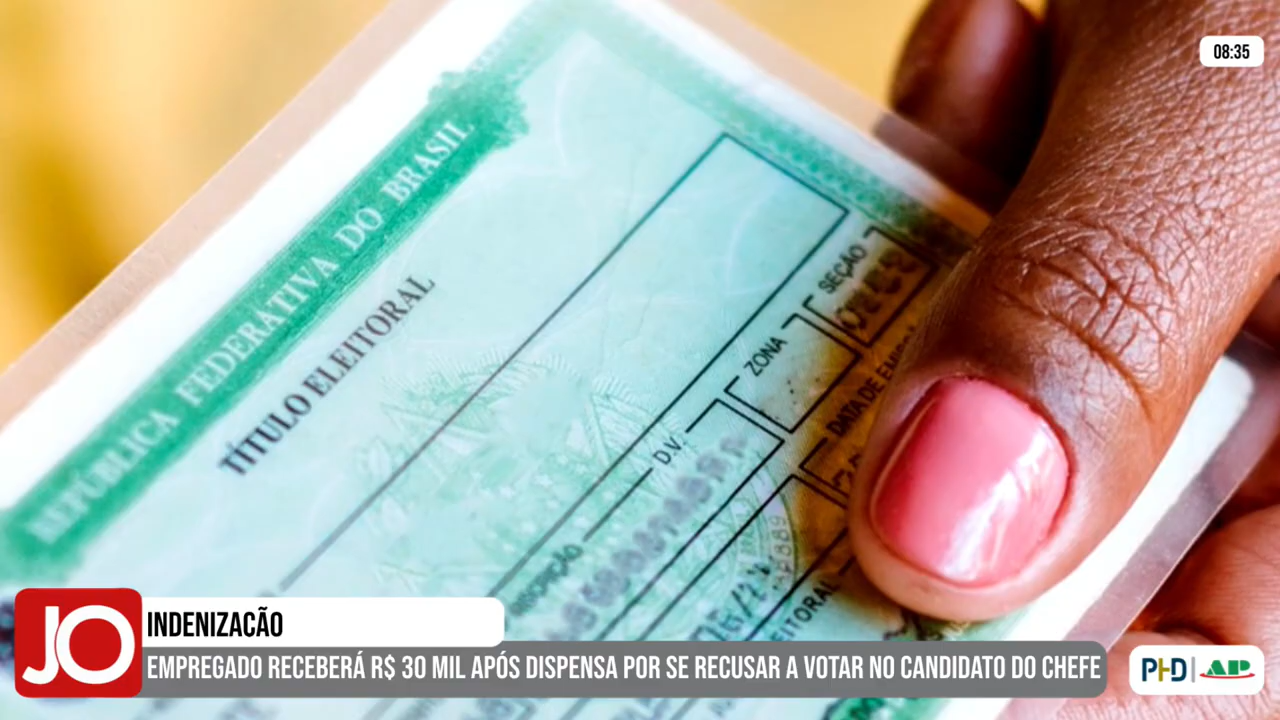 08:35
REPÚBLICA FEDERATIVA DO BRASIL
TÍTULO ELEITORAL
D.V.
ZONA
SEÇÃO
JO
INDENIZAÇÃO
EMPREGADO RECEBERÁ R$ 30 MIL APÓS DISPENSA POR SE RECUSAR A VOTAR NO CANDIDATO DO CHEFE
PHD
AP